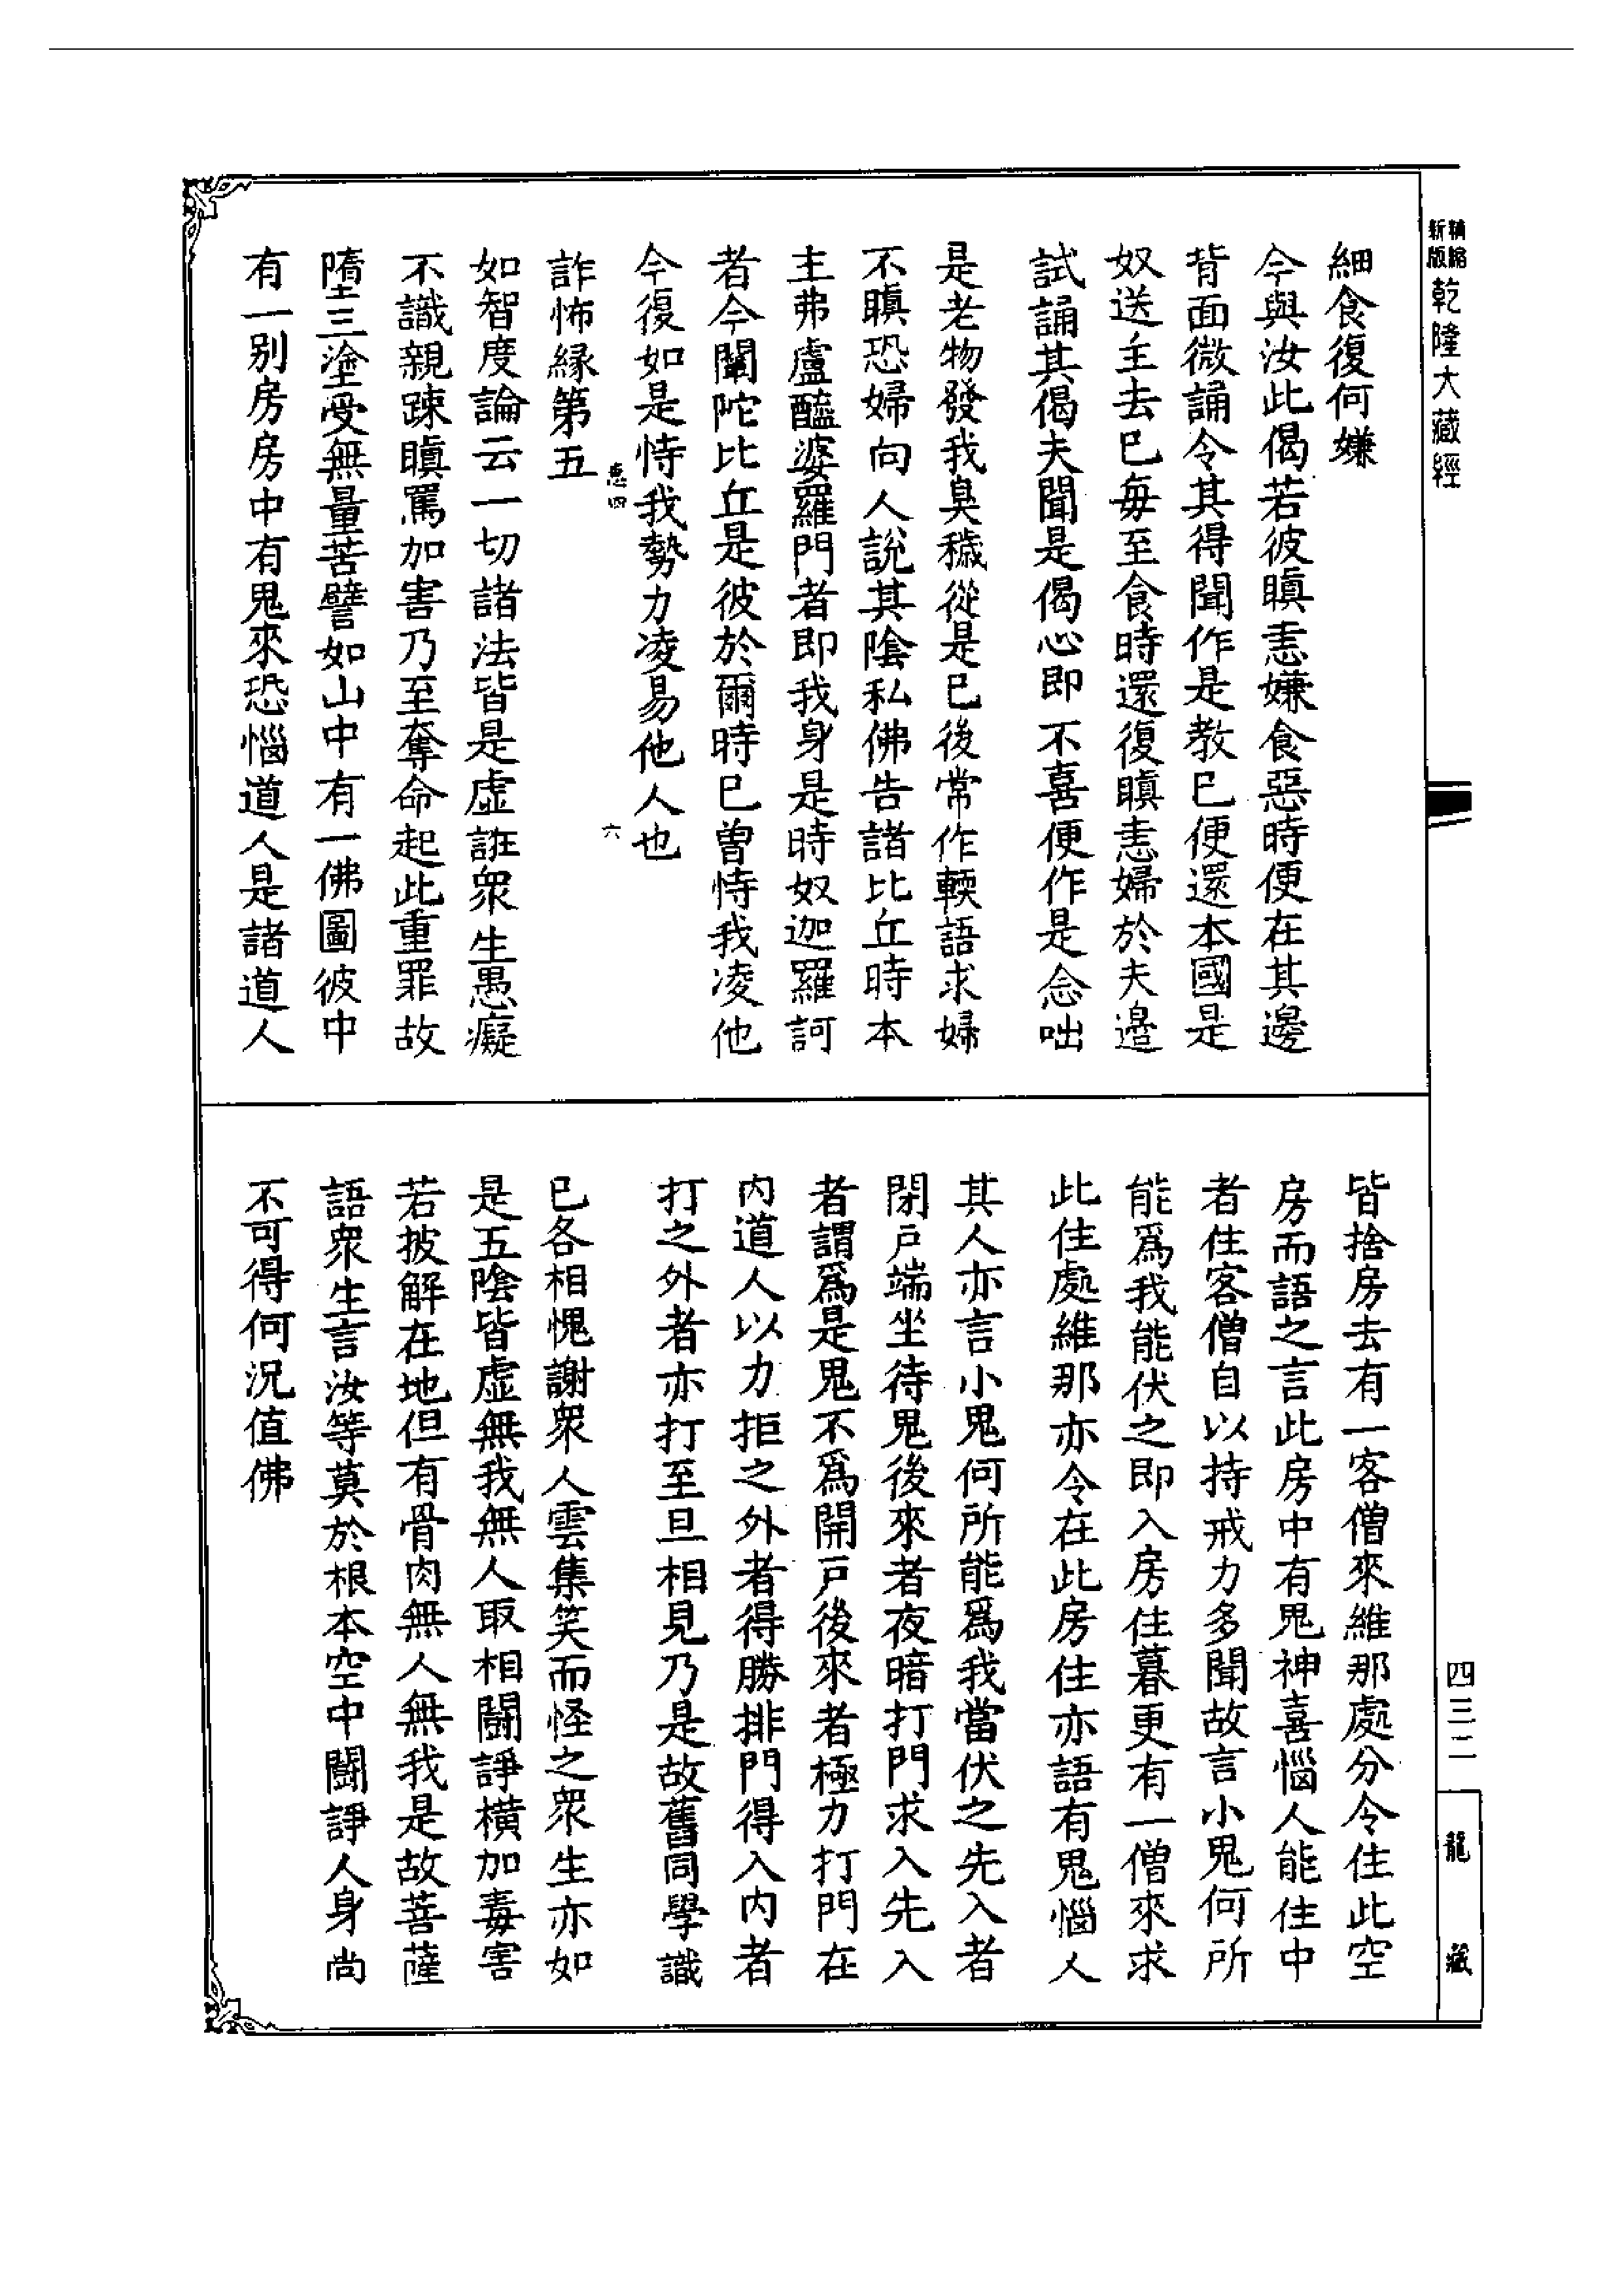 精縮新版乾隆大藏經
細食復何嫌
今與汝此偈若彼瞋恚嫌食惡時便在其邊
背面微誦令其得聞作是教已便還本國是
奴送主去已每至食時還復瞋恚婦於夫邊
試誦其偈夫聞是偈心即不喜便作是念咄
是老物發我臭穢從是已後常作輭語求婦
不瞋恐婦向人說其陰私佛告諸比丘時本
主弗盧醯婆羅門者即我身是時奴迦羅訶
者今闡陀比丘是彼於爾時已曾恃我凌他
今復如是恃我勢力凌易他人也
惠四
六
詐怖緣第五
如智度論云一切諸法皆是虛誑眾生愚癡
不識親踈瞋罵加害乃至奪命起此重罪故
墮三塗受無量苦譬如山中有一佛圖彼中
有一別房房中有鬼來恐惱道人是諸道人
皆捨房去有一客僧來維那處分令住此空
房而語之言此房中有鬼神喜惱人能住中
者住客僧自以持戒力多聞故言小鬼何所
能爲我能伏之即入房住暮更有一僧來求
此住處維那亦令在此房住亦語有鬼惱人
其人亦言小鬼何所能爲我當伏之先入者
閉戶端坐待鬼後來者夜暗打門求入先入
者謂爲是鬼不爲開戶後來者極力打門在
內道人以力拒之外者得勝排門得入內者
打之外者亦打至旦相見乃是故舊同學識
已各相愧謝眾人雲集笑而怪之眾生亦如
是五陰皆虛無我無人取相鬬諍橫加毒害
若披解在地但有骨肉無人無我是故菩薩
語眾生言汝等莫於根本空中鬬諍人身尚
不可得何況值佛
四三二
龍藏